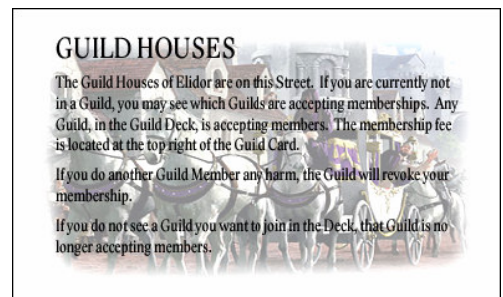 GUILD HOUSES
The Guild Houses of Elidor are on this Street. If you are currently not
in a Guild, you may see which Guilds are accepting memberships. Any
Guild, in the Guild Deck, is accepting members. The membership fee
is located at the top right of the Guild Card.
If you do another Guild Member any harm, the Guild will revoke your
membership.
If you do not see a Guild you want to join in the Deck, that Guild is no
longer accepting members.